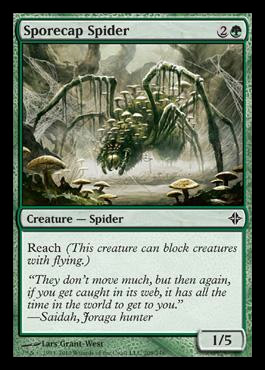 Sporecap Spider 2
Creature — Spider
Reach (This creature can block creatures
with flying.)
"They don't move much, but then again,
if you get caught in its web, it has all the
time in the world to get to you."
—Saidah, Joraga hunter
Lars Grant-West
1/5